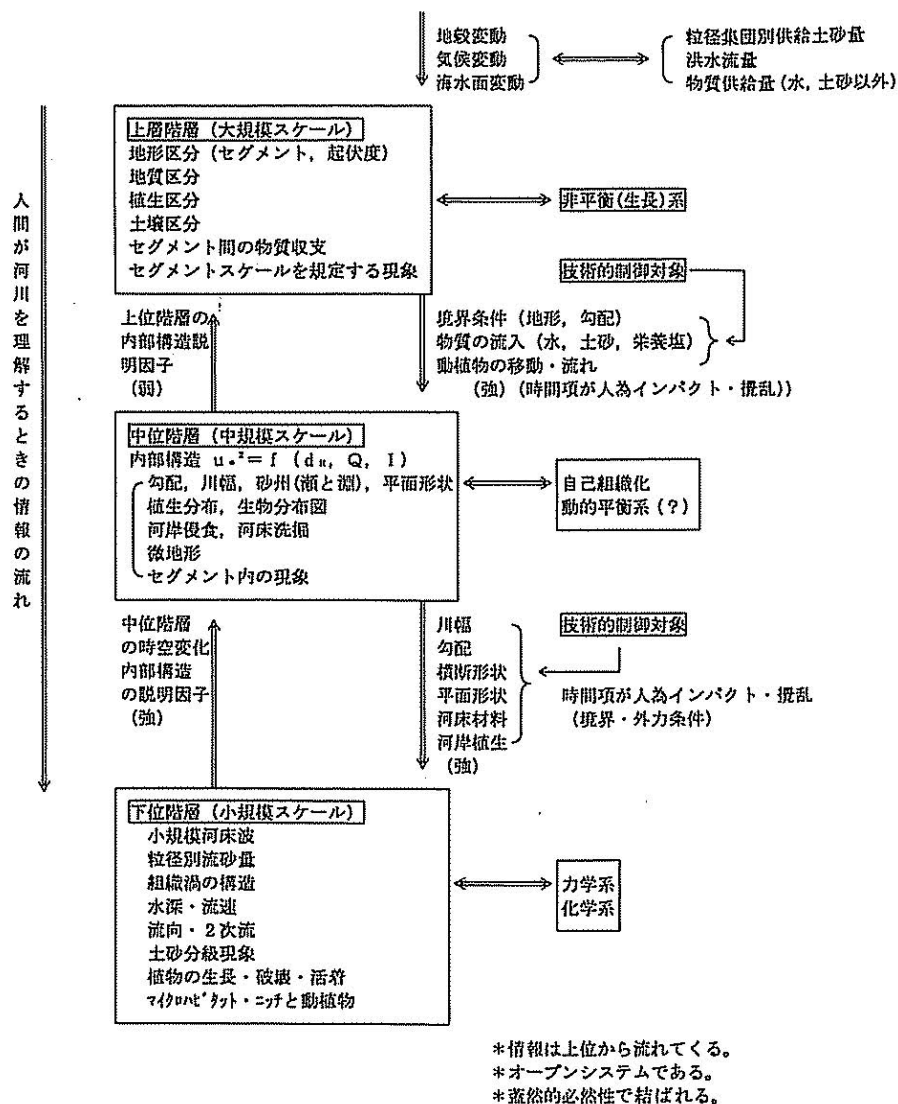 地殻変動
気候変動
海水面変動
粒径集団別供給土砂量
洪水流量
物質供給量(水, 土砂以外)
人間が河川を理解するときの情報の流れ
上層階層 (大規模スケール)
地形区分 (セグメント, 起伏度)
地質区分
植生区分
土壌区分
セグメント間の物質収支
セグメントスケールを規定する現象
非平衡(生長)系
技術的制御対象
上位階層の
内部構造説
明因子
(弱)
境界条件 (地形, 勾配)
物質の流入 (水, 土砂, 栄養塩)
動植物の移動・流れ
(強) (時間項が人為インパクト・攪乱))
中位階層 (中規模スケール)
内部構造 u*²= f (dR, Q, I)
勾配, 川幅, 砂州(瀬と淵), 平面形状
植生分布, 生物分布図
河岸侵食, 河床洗掘
微地形
セグメント内の現象
自己組織化
動的平衡系 (?)
中位階層
の時空変化
内部構造
の説明因子
(強)
川幅
勾配
横断形状
平面形状
河床材料
河岸植生
(強)
技術的制御対象
時間項が人為インパクト・攪乱
(境界・外力条件)
下位階層 (小規模スケール)
小規模河床波
粒径別流砂量
組織渦の構造
水深・流速
流向・2次流
土砂分級現象
植物の生長・破壊・活着
マイクロハビタット・ニッチと動植物
力学系
化学系
*情報は上位から流れてくる。
*オープンシステムである。
*蓋然的必然性で結ばれる。